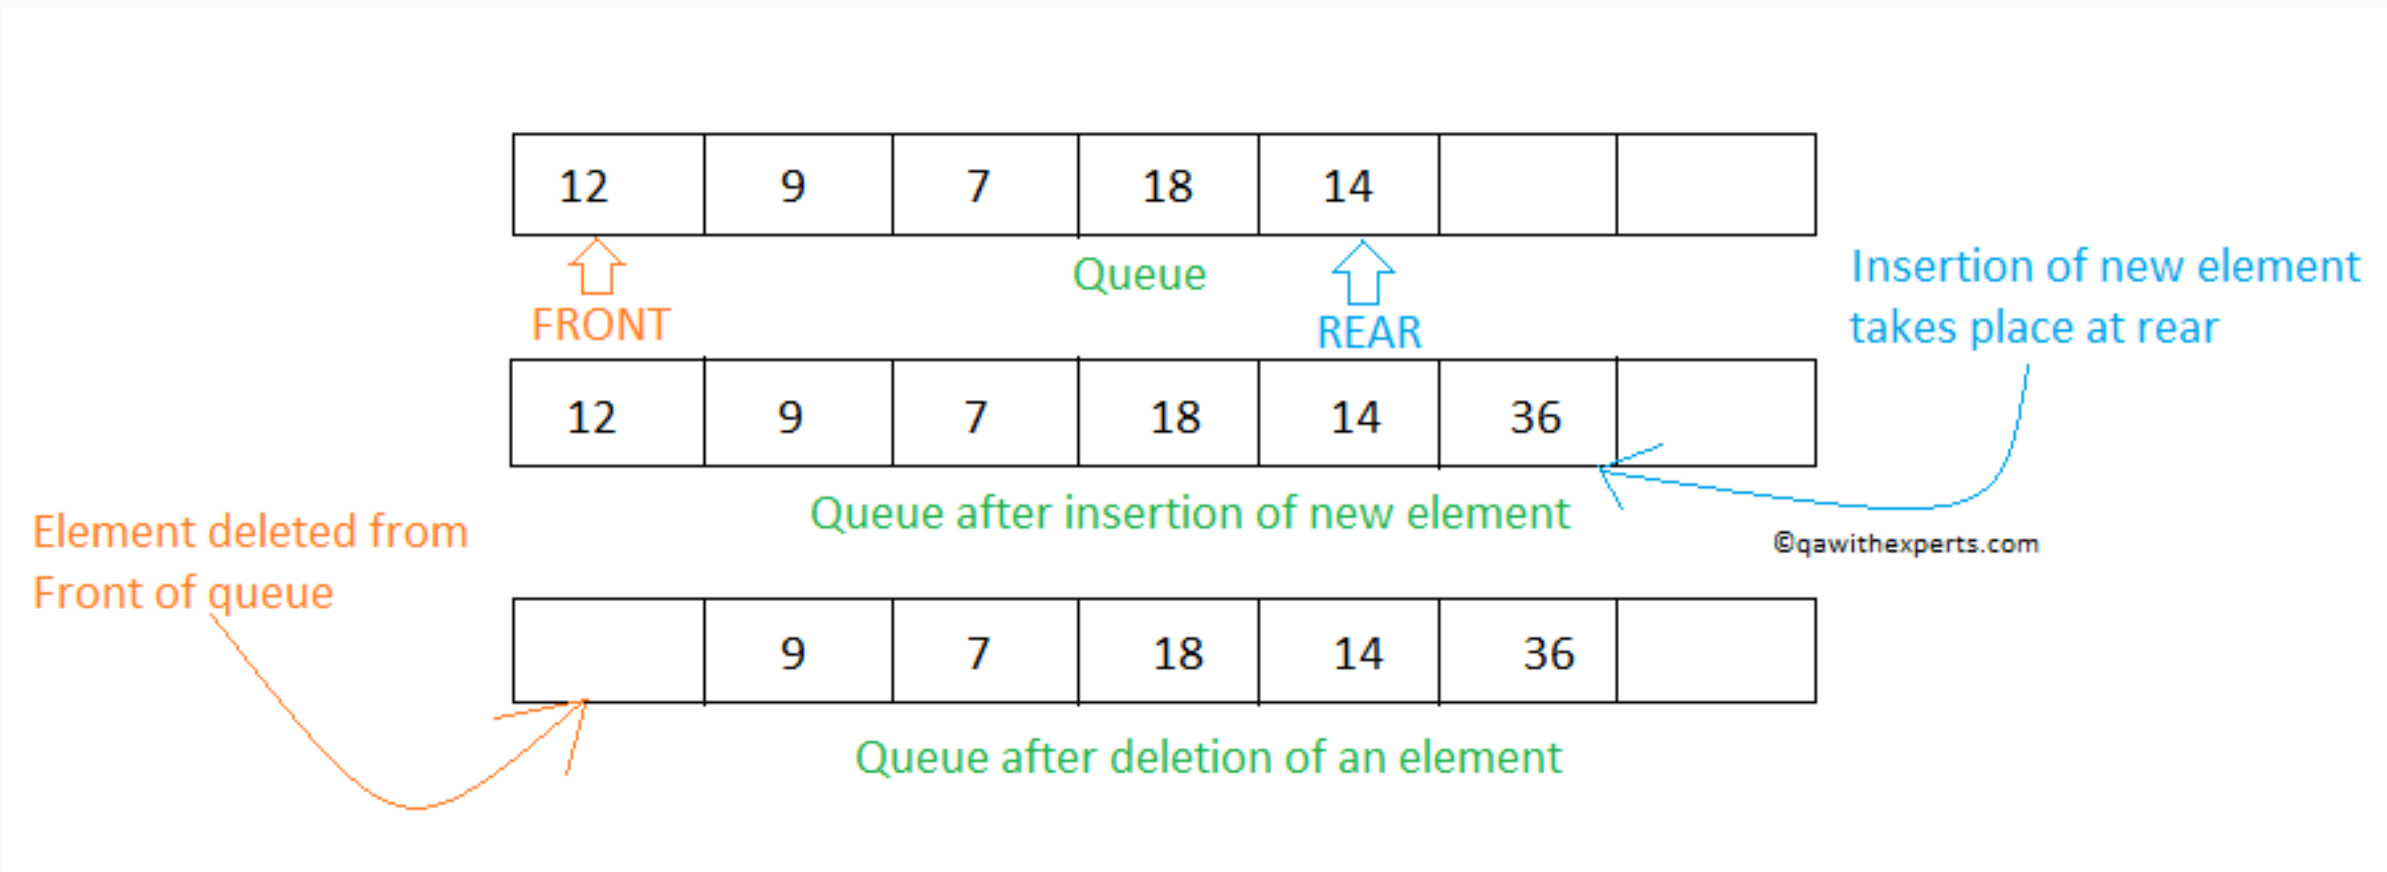 12 9 7 18 14
Queue
FRONT
REAR
Insertion of new element
takes place at rear
12 9 7 18 14 36
Queue after insertion of new element
©qawithexperts.com
Element deleted from
Front of queue
9 7 18 14 36
Queue after deletion of an element